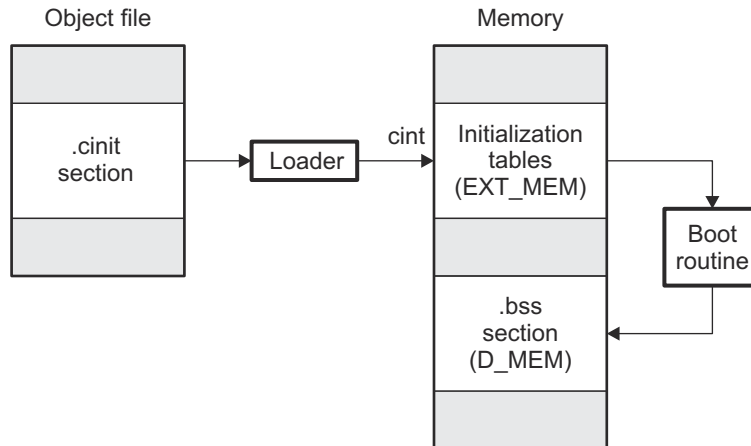 Object file
Memory
.cinit
section
Loader
cint
Initialization
tables
(EXT_MEM)
Boot
routine
.bss
section
(D_MEM)